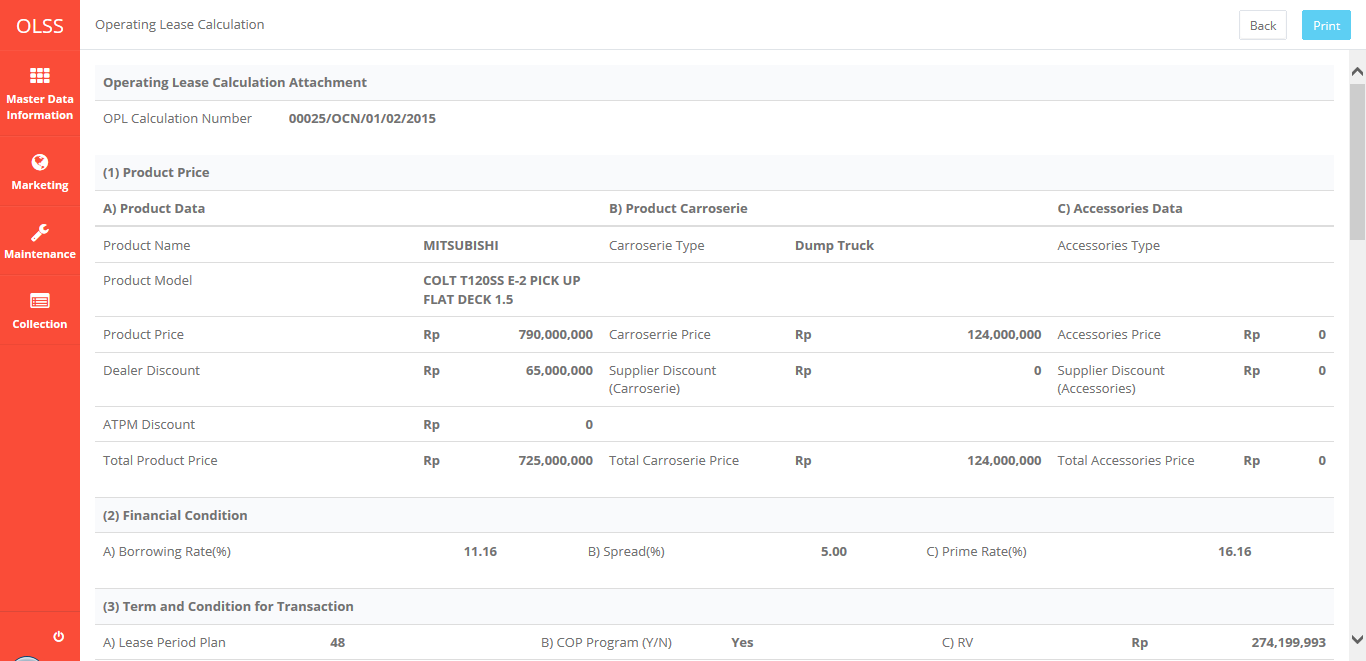 OLSS
Operating Lease Calculation
Back
Print
Master Data
Information
Marketing
Maintenance
Collection
Operating Lease Calculation Attachment
OPL Calculation Number 00025/OCN/01/02/2015
(1) Product Price
A) Product Data B) Product Carroserie C) Accessories Data
Product Name MITSUBISHI Carroserie Type Dump Truck Accessories Type
Product Model COLT T120SS E-2 PICK UP
FLAT DECK 1.5
Product Price Rp 790,000,000 Carroserrie Price Rp 124,000,000 Accessories Price Rp 0
Dealer Discount Rp 65,000,000 Supplier Discount Rp 0 Supplier Discount Rp 0
(Carroserie) (Accessories)
ATPM Discount Rp 0
Total Product Price Rp 725,000,000 Total Carroserie Price Rp 124,000,000 Total Accessories Price Rp 0
(2) Financial Condition
A) Borrowing Rate(%) 11.16 B) Spread(%) 5.00 C) Prime Rate(%) 16.16
(3) Term and Condition for Transaction
A) Lease Period Plan 48 B) COP Program (Y/N) Yes C) RV Rp 274,199,993